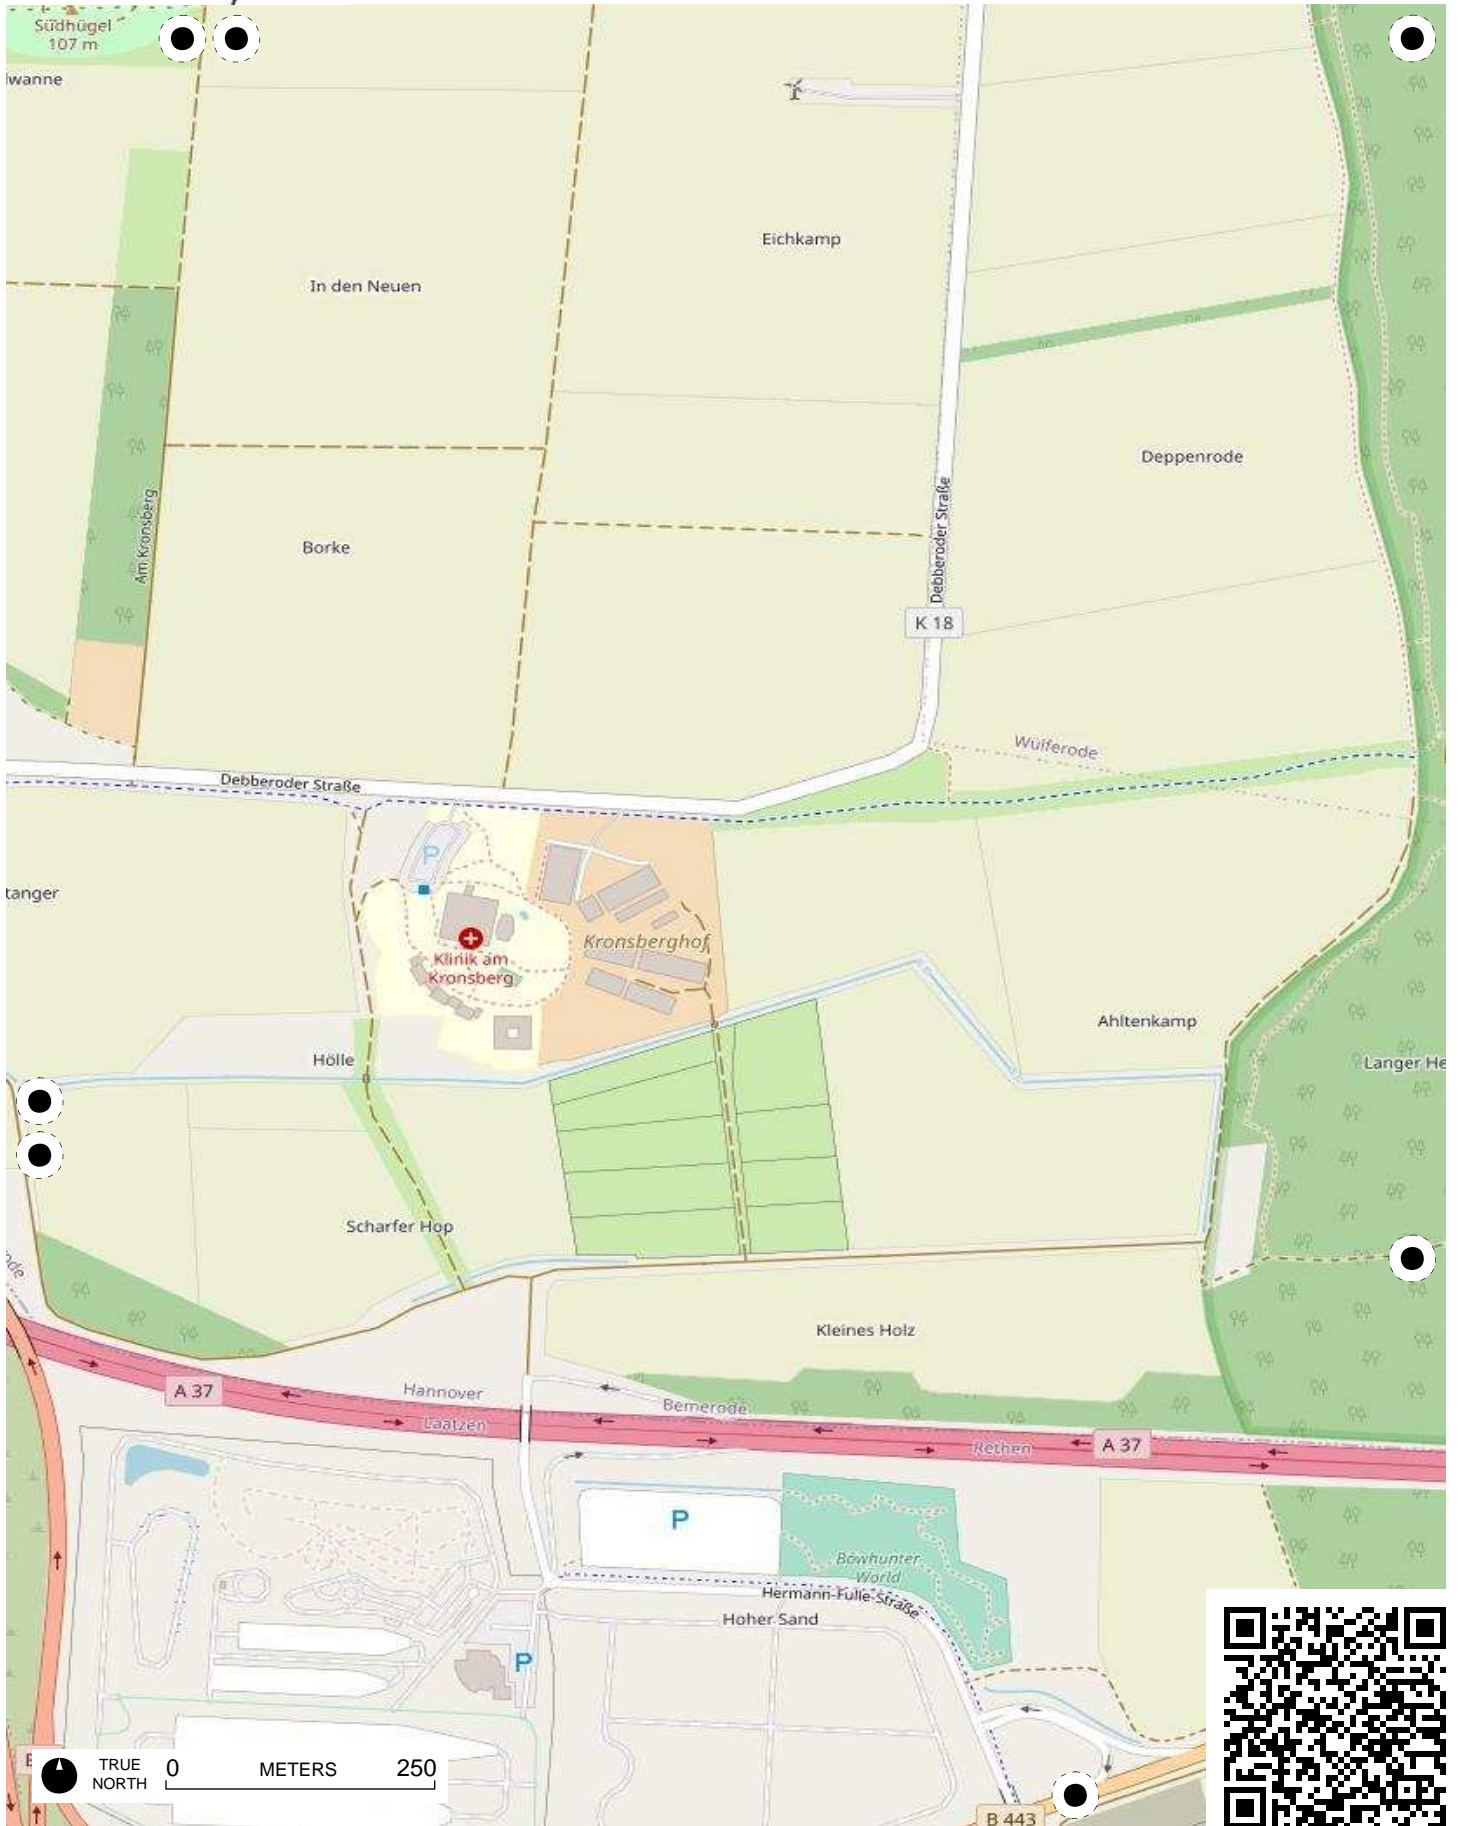 Südhügel
107 m
wanne
Eichkamp
In den Neuen
Deppenrode
Am Kronsberg
Debberoder Straße
Borke
K 18
Wülferode
Debberoder Straße
P
tanger
Kronsberghof
Klinik am
Kronsberg
Ahltenkamp
Hölle
Langer He
Scharfer Hop
ode
Kleines Holz
A 37
Hannover
Laatzen
Bemerode
Rethen
A 37
P
Bowhunter
World
Hermann-Fulle-Straße
Hoher Sand
P
B
TRUE
NORTH
0 METERS 250
B 443